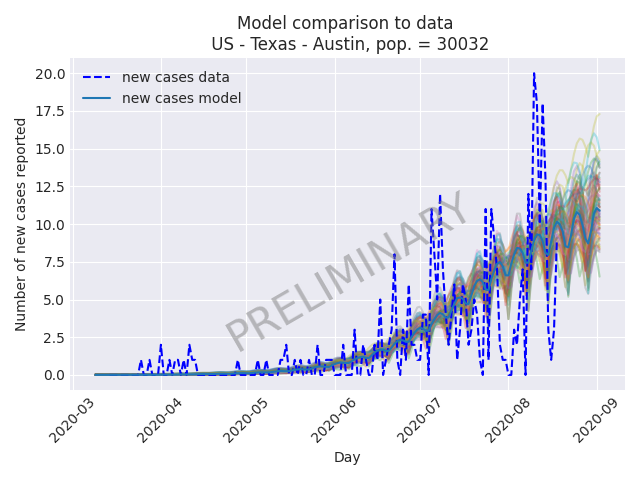 Model comparison to data
US - Texas - Austin, pop. = 30032
new cases data
new cases model
20.0
17.5
15.0
12.5
10.0
7.5
5.0
2.5
0.0
Number of new cases reported
PRELIMINARY
2020-03
2020-04
2020-05
2020-06
2020-07
2020-08
2020-09
Day